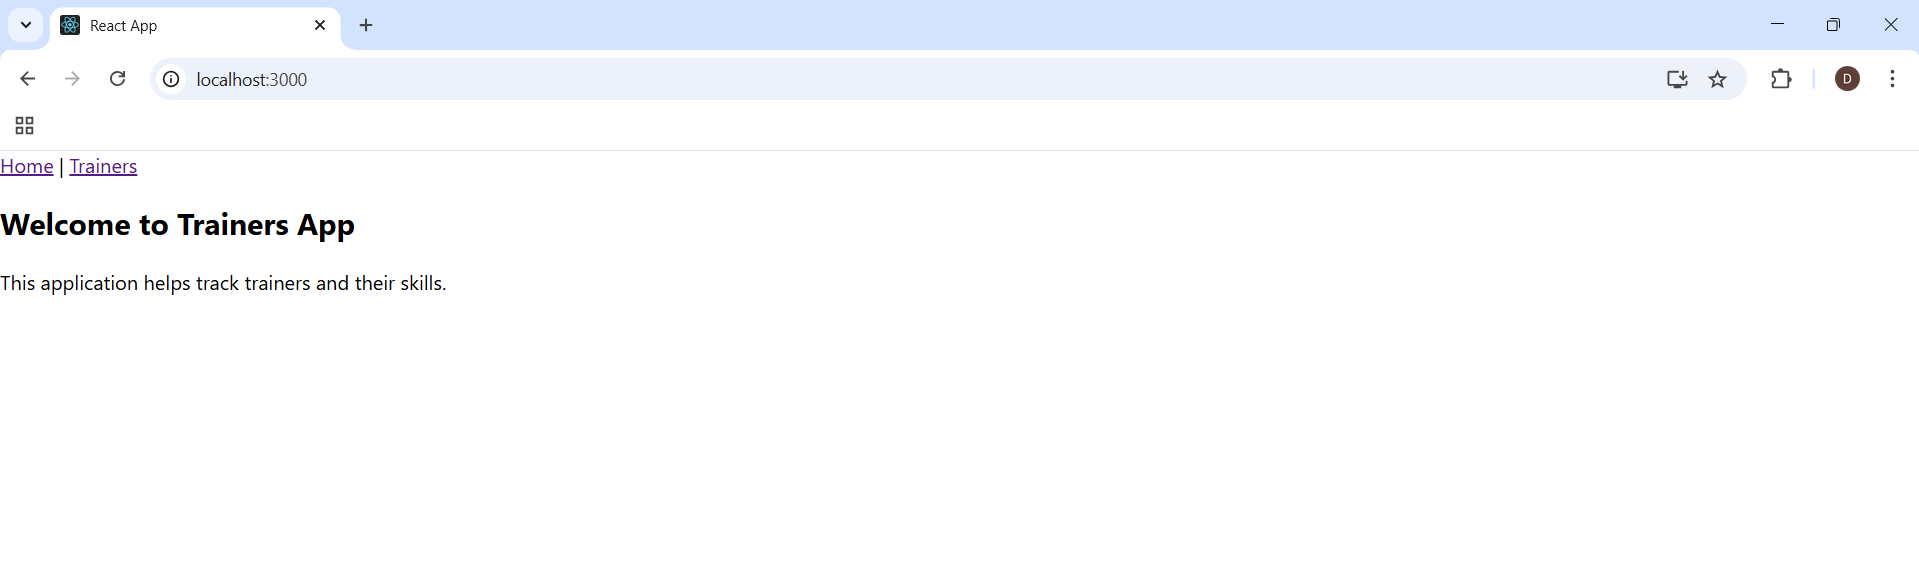 React App
localhost:3000
D
Home | Trainers
Welcome to Trainers App
This application helps track trainers and their skills.